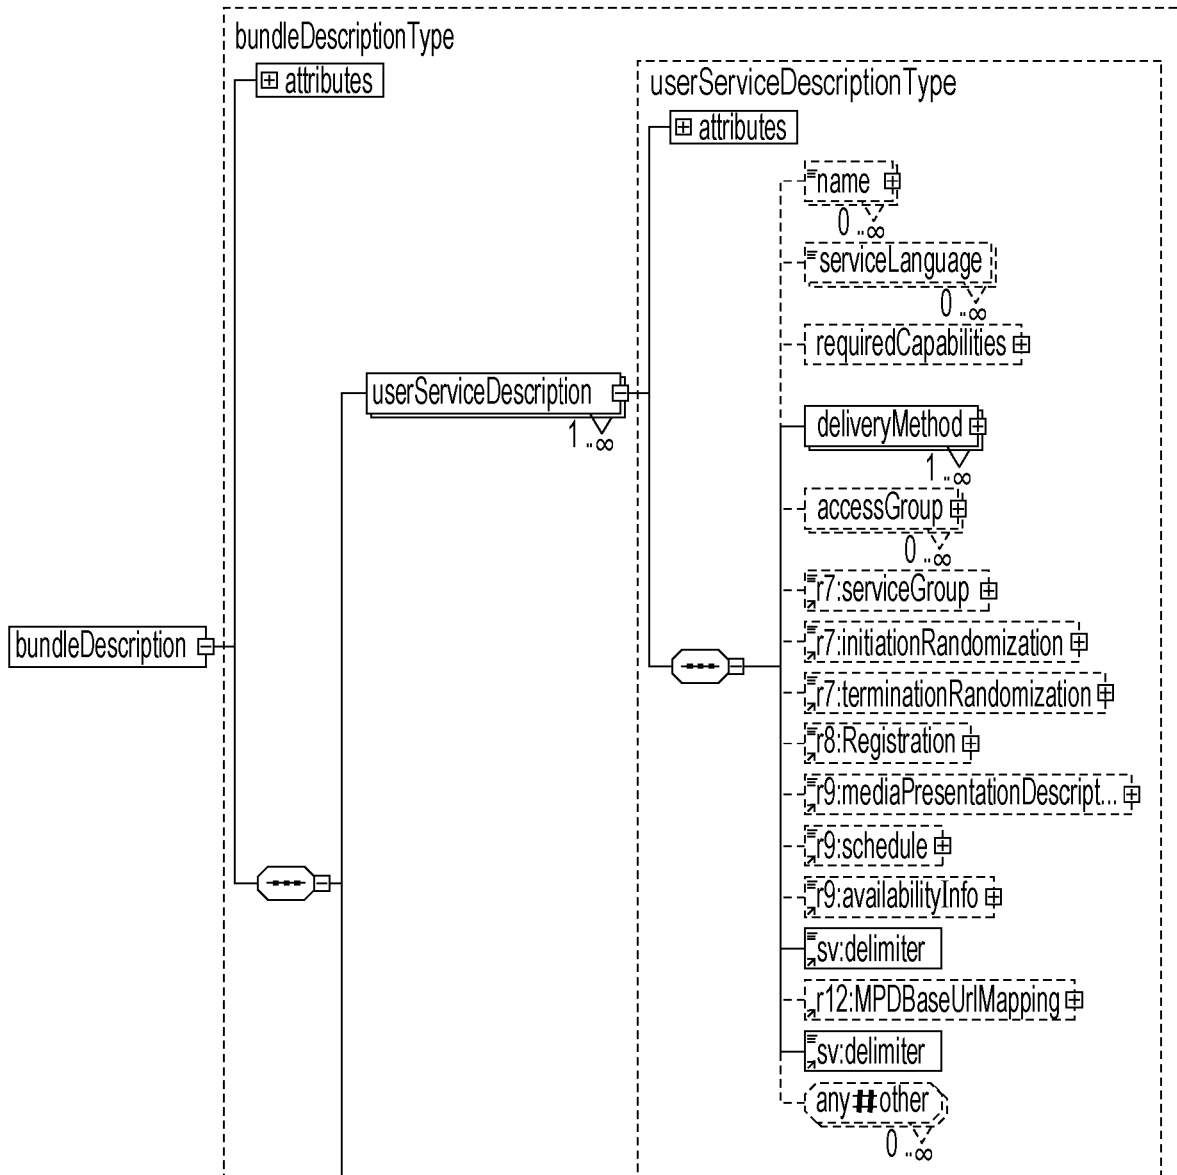 bundleDescriptionType
attributes
userServiceDescriptionType
attributes
name
0..∞
serviceLanguage
0..∞
requiredCapabilities
userServiceDescription
1..∞
deliveryMethod
1..∞
accessGroup
0..∞
r7:serviceGroup
r7:initiationRandomization
bundleDescription
r7:terminationRandomization
r8:Registration
r9:mediaPresentationDescript...
r9:schedule
r9:availabilityInfo
sv:delimiter
r12:MPDBaseUrlMapping
sv:delimiter
any##other
0..∞